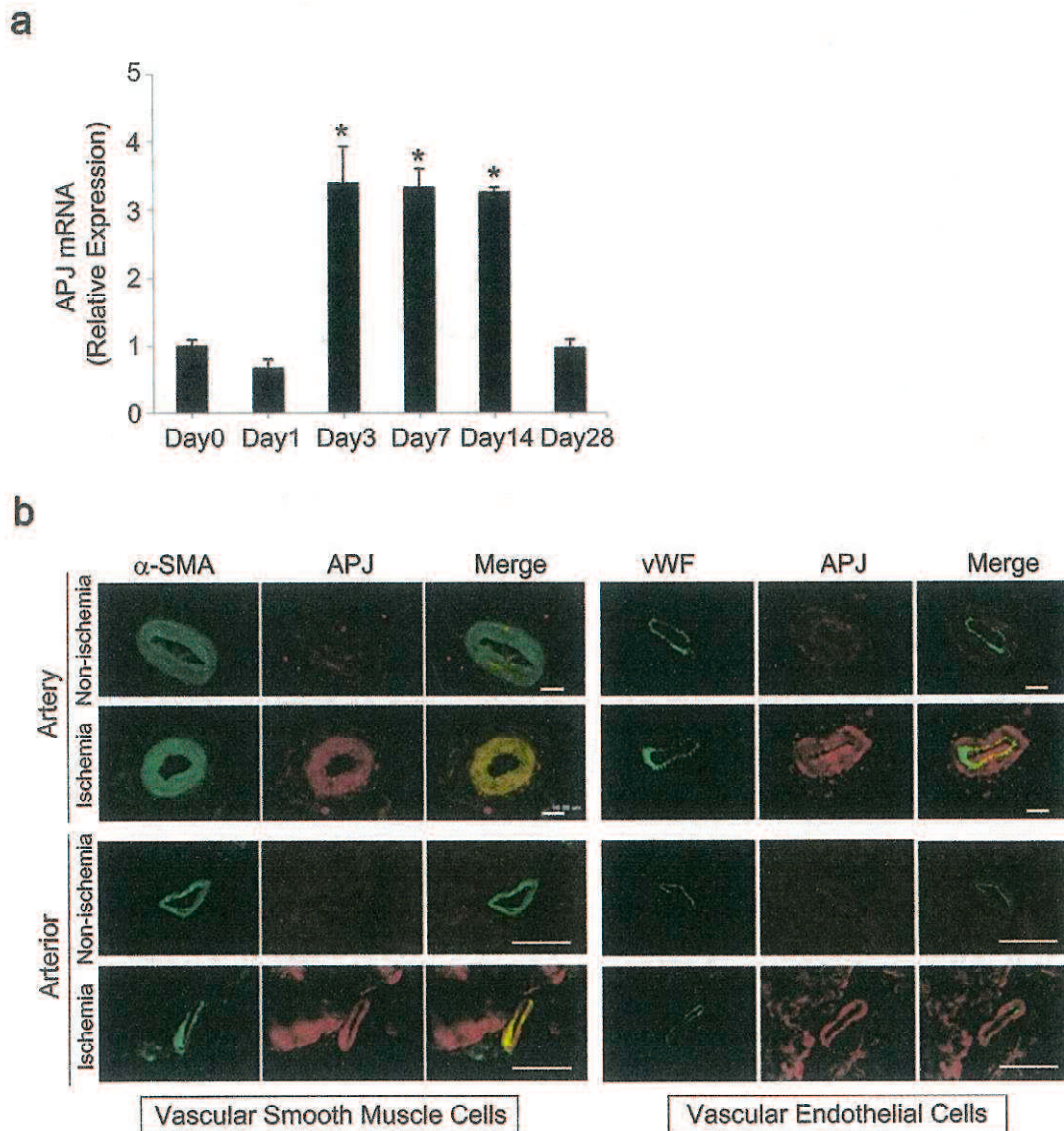 a
5
4
3
2
1
0
APJ mRNA
(Relative Expression)
* * *
Day0 Day1 Day3 Day7 Day14 Day28
b
α-SMA APJ Merge vWF APJ Merge
Artery
Non-ischemia
Ischemia
Arterior
Non-ischemia
Ischemia
Vascular Smooth Muscle Cells Vascular Endothelial Cells